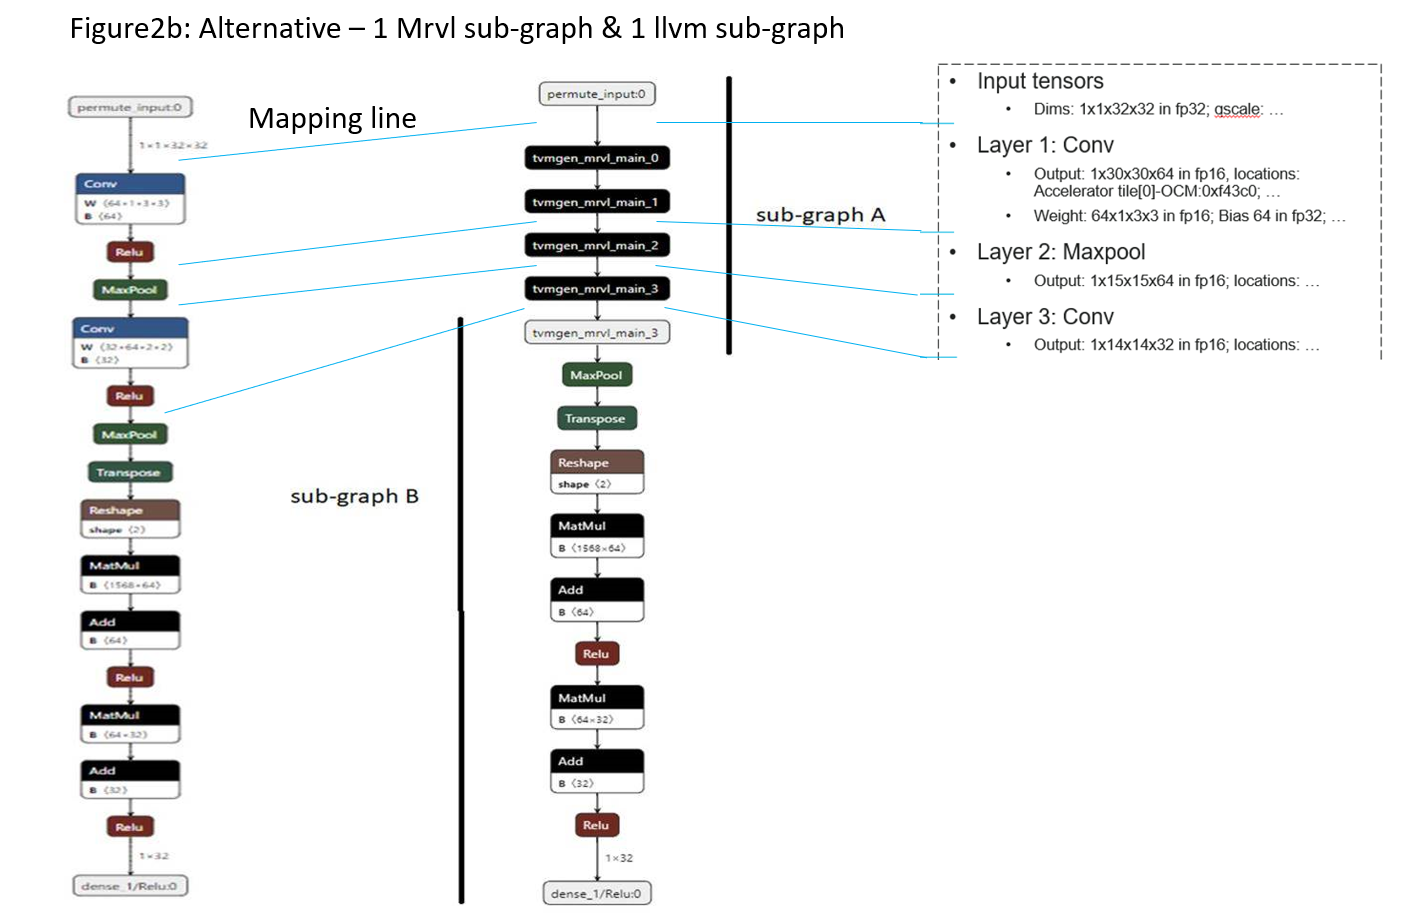 Figure2b: Alternative – 1 Mrvl sub-graph & 1 llvm sub-graph
permute_input:0
1×1×32×32
Conv
W ⟨64×1×3×3⟩
B ⟨64⟩
Relu
MaxPool
Conv
W ⟨32×64×2×2⟩
B ⟨32⟩
Relu
MaxPool
Transpose
Reshape
shape ⟨2⟩
MatMul
B ⟨1568×64⟩
Add
B ⟨64⟩
Relu
MatMul
B ⟨64×32⟩
Add
B ⟨32⟩
Relu
1×32
dense_1/Relu:0
Mapping line
sub-graph B
permute_input:0
tvmgen_mrvl_main_0
tvmgen_mrvl_main_1
tvmgen_mrvl_main_2
tvmgen_mrvl_main_3
tvmgen_mrvl_main_3
MaxPool
Transpose
Reshape
shape ⟨2⟩
MatMul
B ⟨1568×64⟩
Add
B ⟨64⟩
Relu
MatMul
B ⟨64×32⟩
Add
B ⟨32⟩
Relu
1×32
dense_1/Relu:0
sub-graph A
• Input tensors
• Dims: 1x1x32x32 in fp32; qscale: …
• Layer 1: Conv
• Output: 1x30x30x64 in fp16, locations:
Accelerator tile[0]-OCM:0xf43c0; …
• Weight: 64x1x3x3 in fp16; Bias 64 in fp32; …
• Layer 2: Maxpool
• Output: 1x15x15x64 in fp16; locations: …
• Layer 3: Conv
• Output: 1x14x14x32 in fp16; locations: …